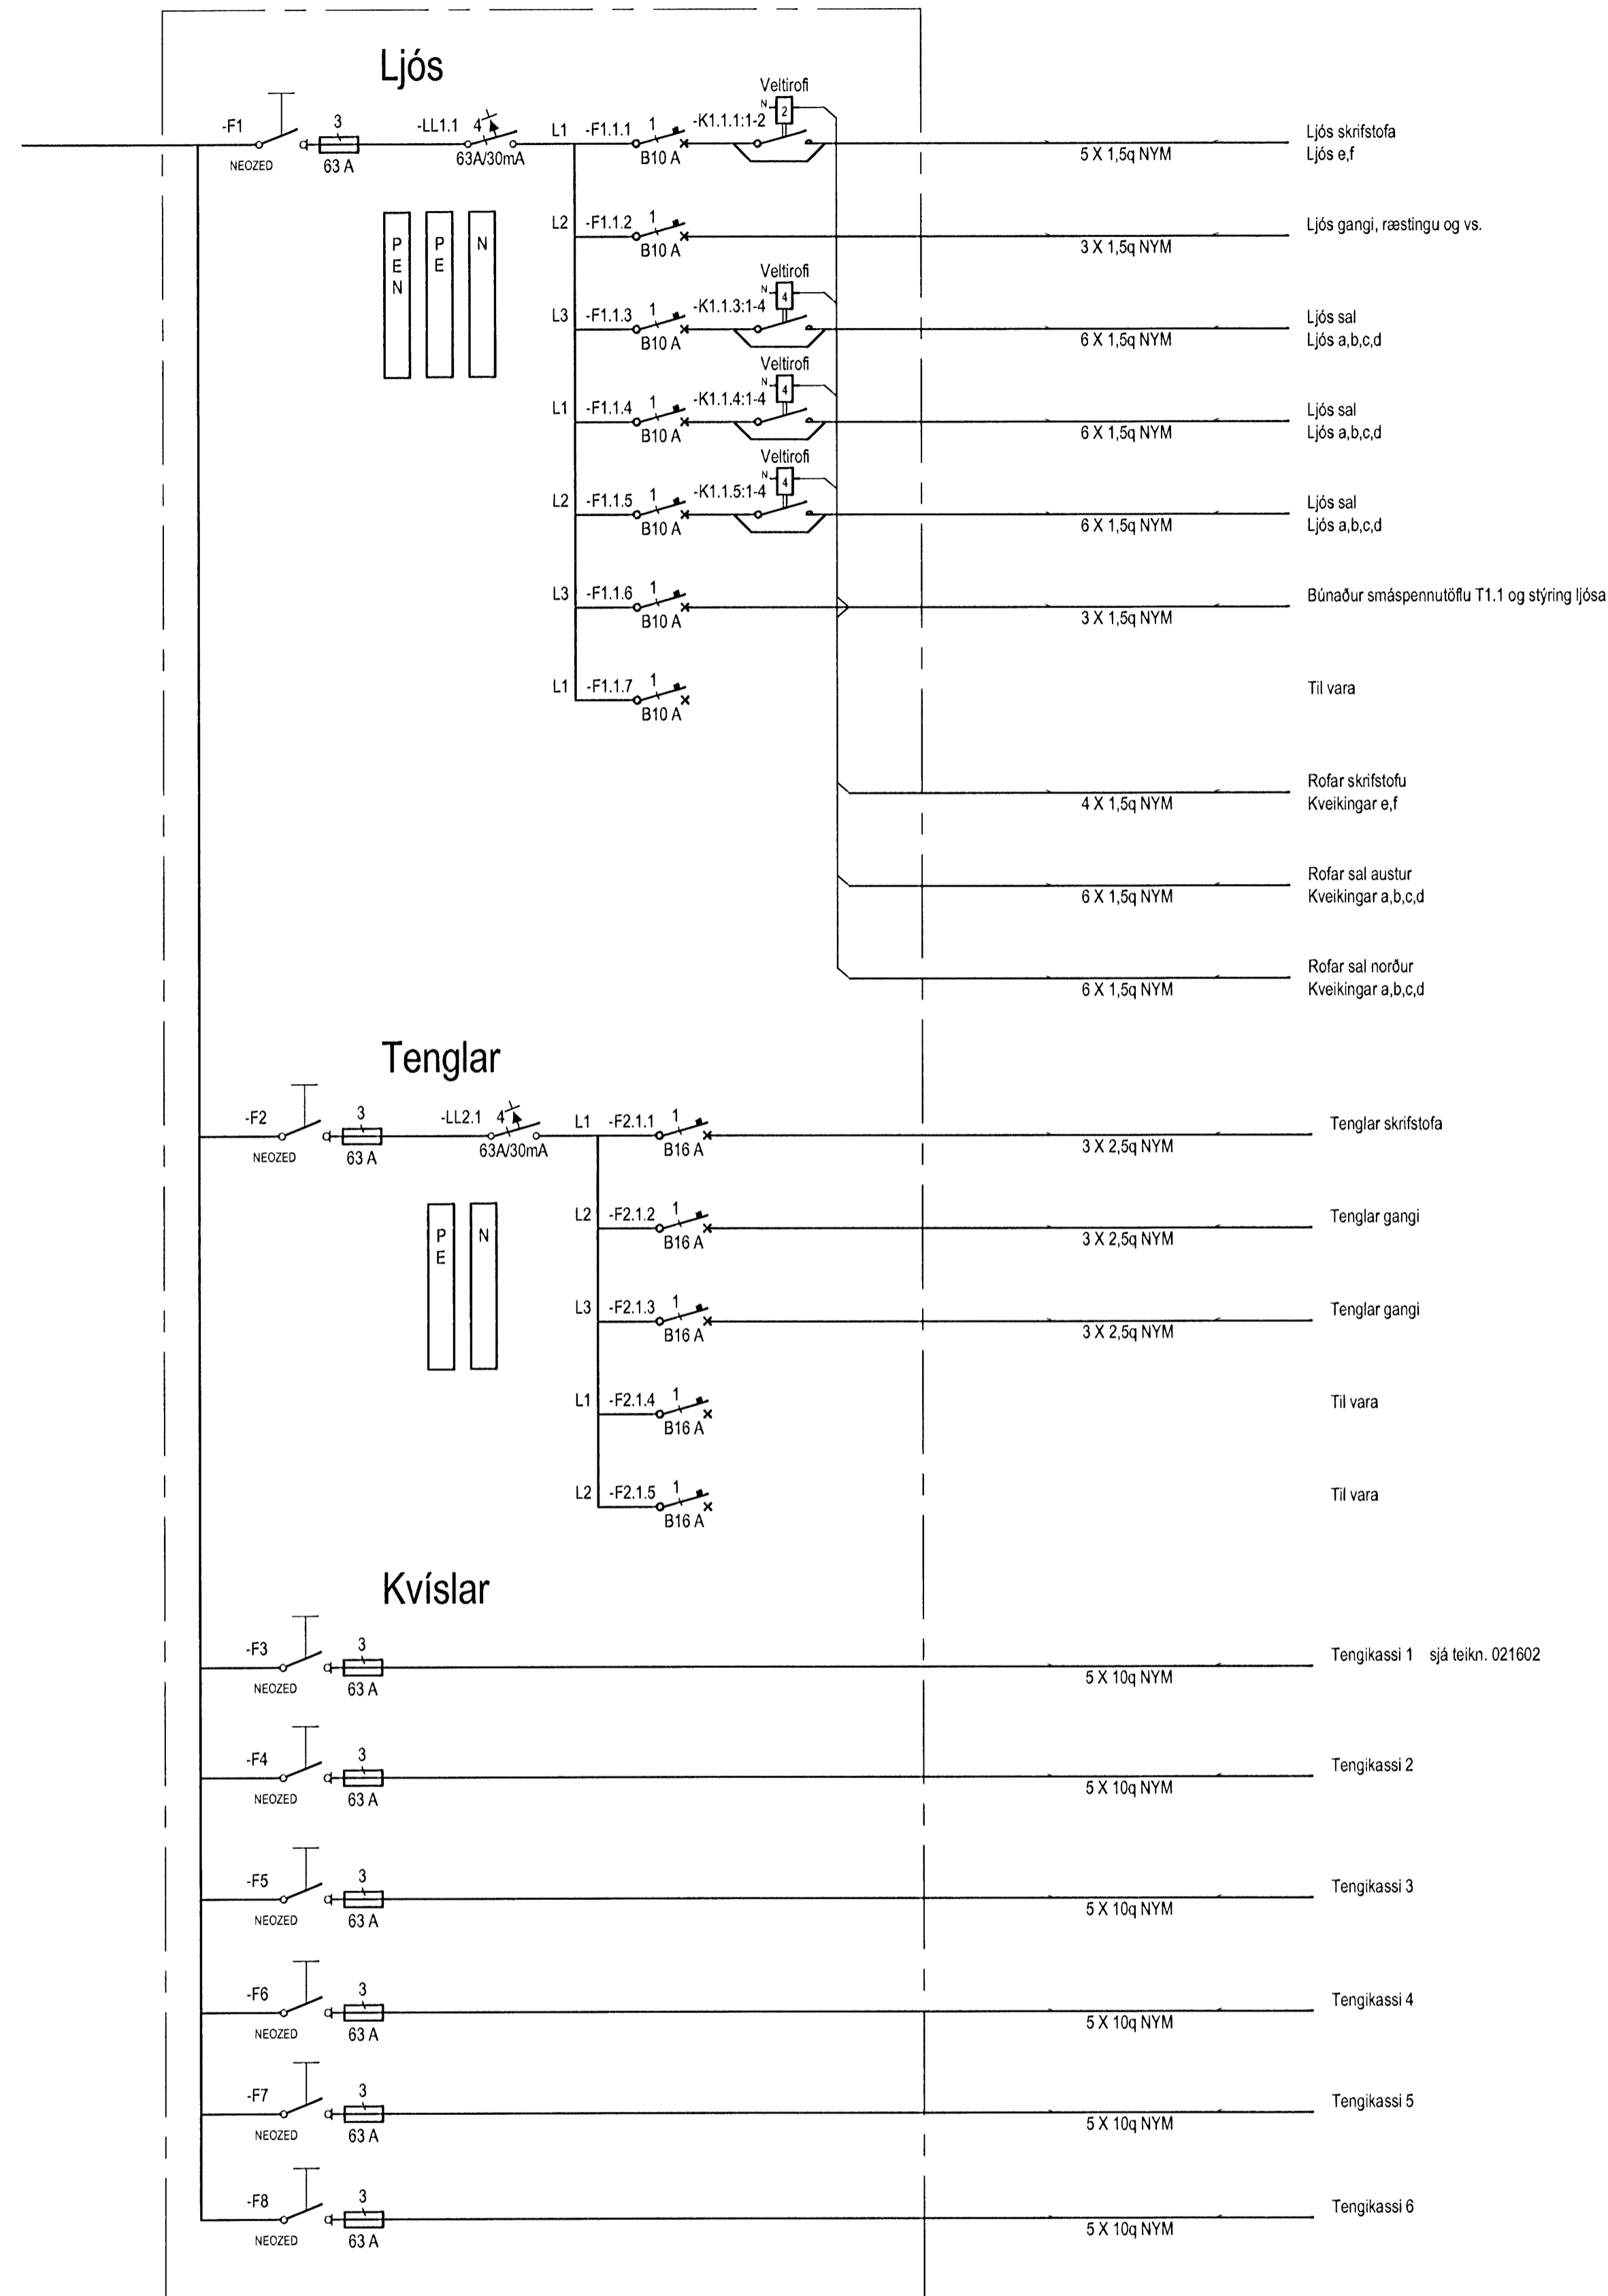 Ljós
-F1
NEOZED
3
63 A
-LL1.1
4
63A/30mA
P
E
N
P
E
N
L1
-F1.1.1
1
B10 A
-K1.1.1:1-2
Veltirofi
N
2
5 X 1,5q NYM
Ljós skrifstofa
Ljós e,f
L2
-F1.1.2
1
B10 A
3 X 1,5q NYM
Ljós gangi, ræstingu og vs.
L3
-F1.1.3
1
B10 A
-K1.1.3:1-4
Veltirofi
N
4
6 X 1,5q NYM
Ljós sal
Ljós a,b,c,d
L1
-F1.1.4
1
B10 A
-K1.1.4:1-4
Veltirofi
N
4
6 X 1,5q NYM
Ljós sal
Ljós a,b,c,d
L2
-F1.1.5
1
B10 A
-K1.1.5:1-4
Veltirofi
N
4
6 X 1,5q NYM
Ljós sal
Ljós a,b,c,d
L3
-F1.1.6
1
B10 A
3 X 1,5q NYM
Búnaður smáspennutöflu T1.1 og stýring ljósa
L1
-F1.1.7
1
B10 A
Til vara
4 X 1,5q NYM
Rofar skrifstofu
Kveikingar e,f
6 X 1,5q NYM
Rofar sal austur
Kveikingar a,b,c,d
6 X 1,5q NYM
Rofar sal norður
Kveikingar a,b,c,d
Tenglar
-F2
NEOZED
3
63 A
-LL2.1
4
63A/30mA
P
E
N
L1
-F2.1.1
1
B16 A
3 X 2,5q NYM
Tenglar skrifstofa
L2
-F2.1.2
1
B16 A
3 X 2,5q NYM
Tenglar gangi
L3
-F2.1.3
1
B16 A
3 X 2,5q NYM
Tenglar gangi
L1
-F2.1.4
1
B16 A
Til vara
L2
-F2.1.5
1
B16 A
Til vara
Kvíslar
-F3
NEOZED
3
63 A
5 X 10q NYM
Tengikassi 1 sjá teikn. 021602
-F4
NEOZED
3
63 A
5 X 10q NYM
Tengikassi 2
-F5
NEOZED
3
63 A
5 X 10q NYM
Tengikassi 3
-F6
NEOZED
3
63 A
5 X 10q NYM
Tengikassi 4
-F7
NEOZED
3
63 A
5 X 10q NYM
Tengikassi 5
-F8
NEOZED
3
63 A
5 X 10q NYM
Tengikassi 6